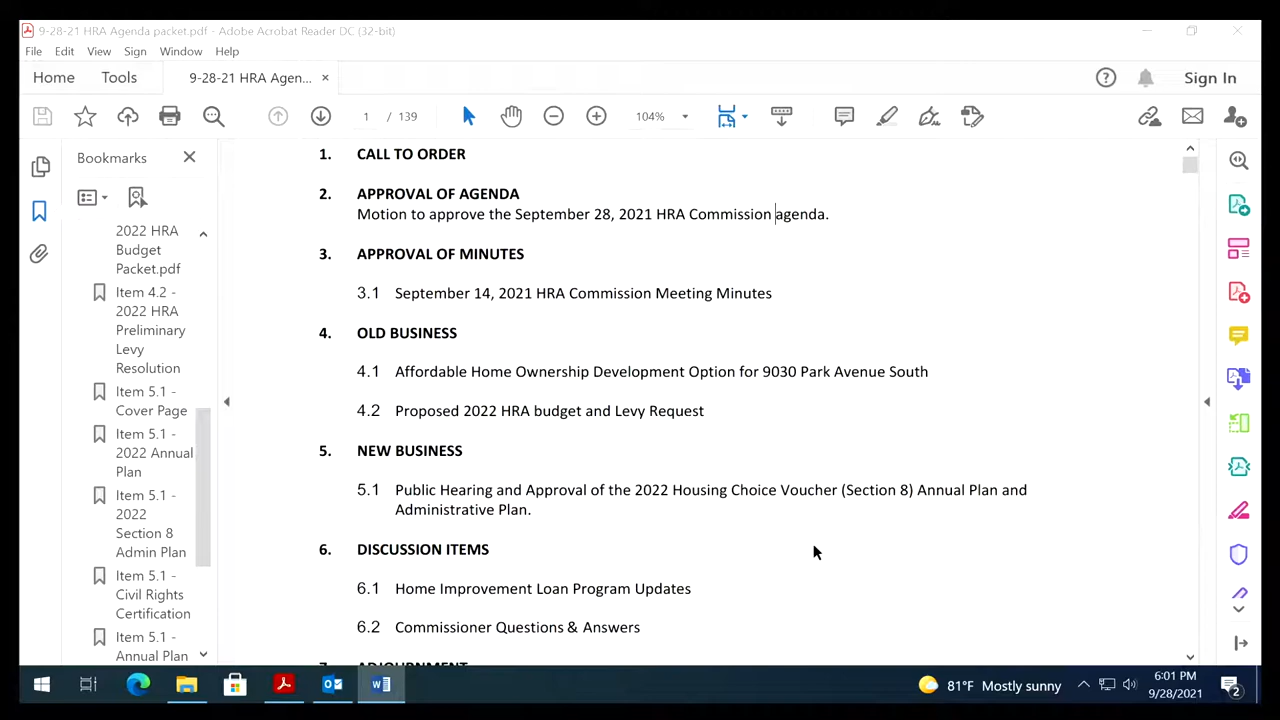 9-28-21 HRA Agenda packet.pdf - Adobe Acrobat Reader DC (32-bit)
File Edit View Sign Window Help
Home Tools 9-28-21 HRA Agen... × Sign In
1 / 139 104%
Bookmarks
2022 HRA
Budget
Packet.pdf
Item 4.2 -
2022 HRA
Preliminary
Levy
Resolution
Item 5.1 -
Cover Page
Item 5.1 -
2022 Annual
Plan
Item 5.1 -
2022
Section 8
Admin Plan
Item 5.1 -
Civil Rights
Certification
Item 5.1 -
Annual Plan
1. CALL TO ORDER
2. APPROVAL OF AGENDA
Motion to approve the September 28, 2021 HRA Commission agenda.
3. APPROVAL OF MINUTES
3.1 September 14, 2021 HRA Commission Meeting Minutes
4. OLD BUSINESS
4.1 Affordable Home Ownership Development Option for 9030 Park Avenue South
4.2 Proposed 2022 HRA budget and Levy Request
5. NEW BUSINESS
5.1 Public Hearing and Approval of the 2022 Housing Choice Voucher (Section 8) Annual Plan and
Administrative Plan.
6. DISCUSSION ITEMS
6.1 Home Improvement Loan Program Updates
6.2 Commissioner Questions & Answers
7. ADJOURNMENT
81°F Mostly sunny
6:01 PM
9/28/2021
2